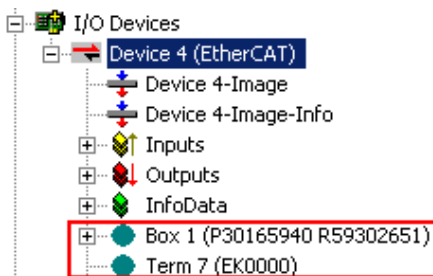 I/O Devices
Device 4 (EtherCAT)
Device 4-Image
Device 4-Image-Info
Inputs
Outputs
InfoData
Box 1 (P30165940 R59302651)
Term 7 (EK0000)